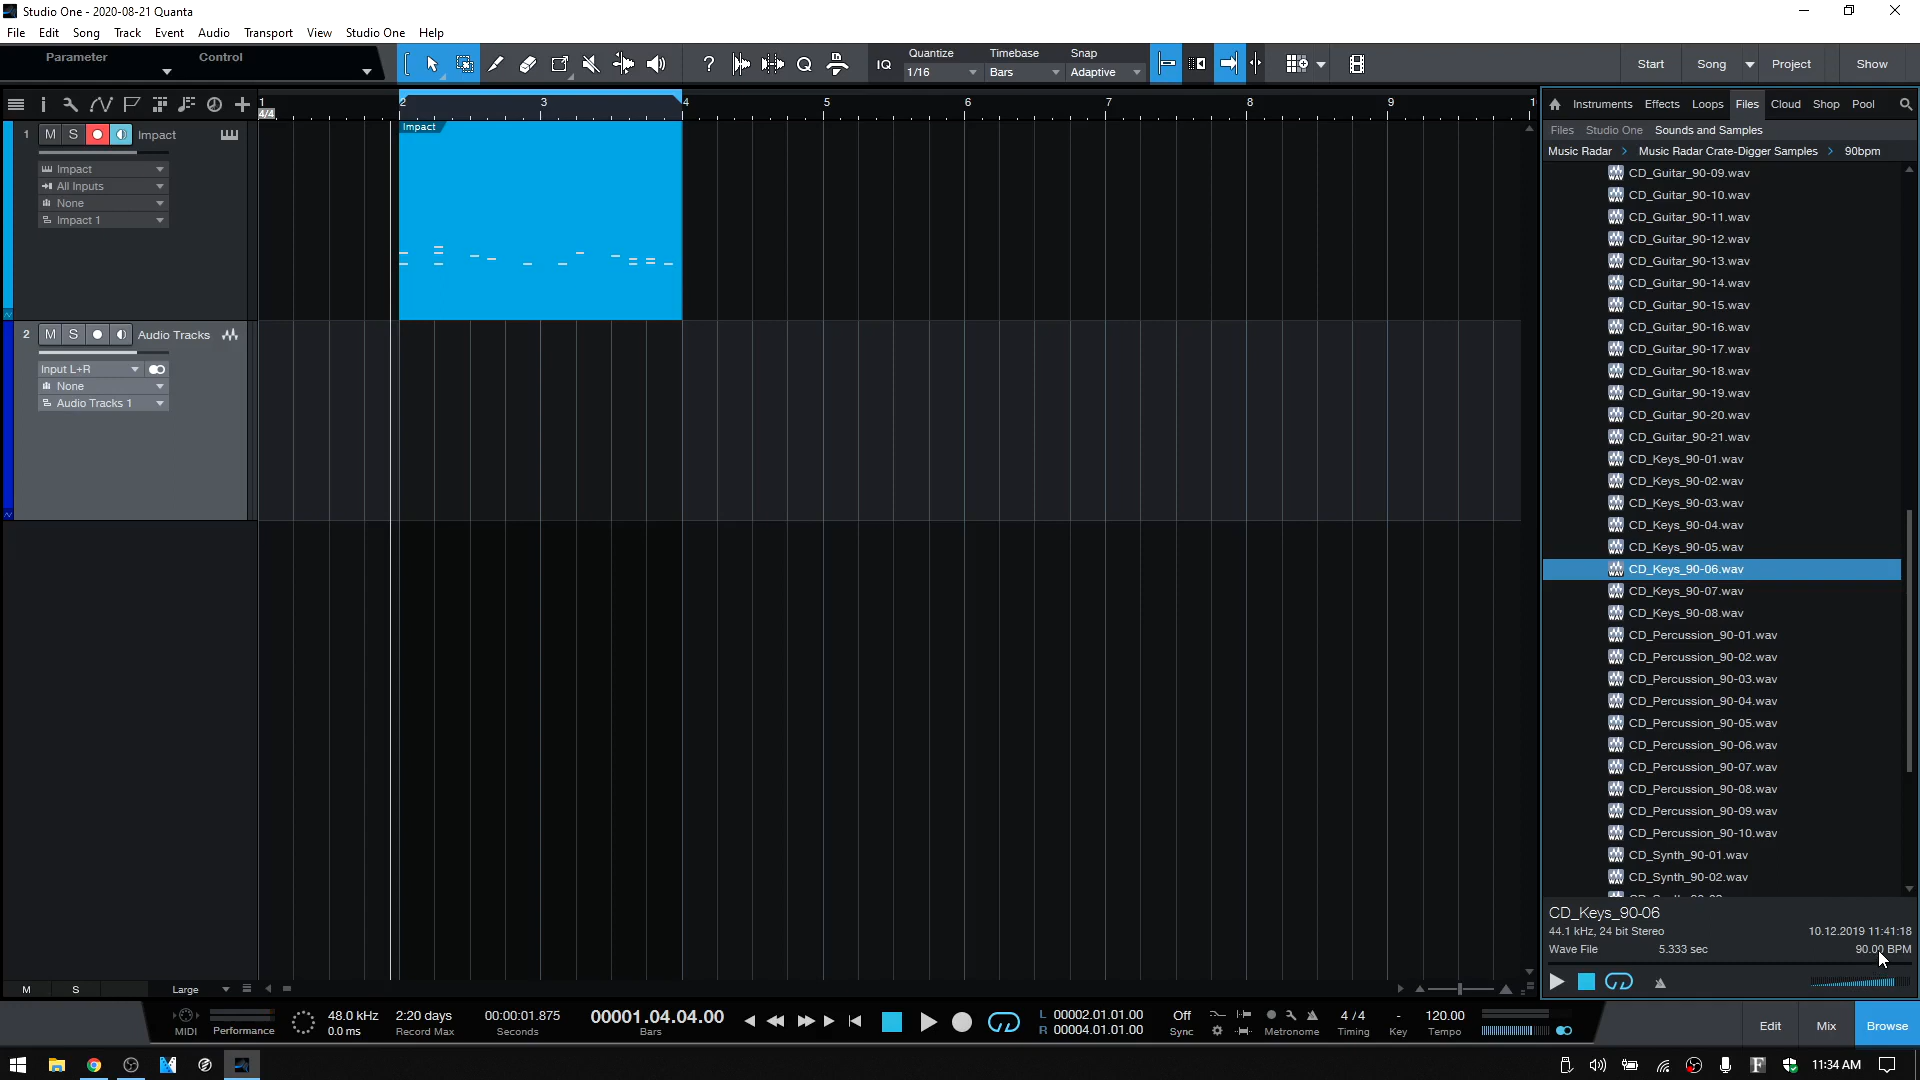 Studio One - 2020-08-21 Quanta
File Edit Song Track Event Audio Transport View Studio One Help
Parameter Control
? IQ
Quantize Timebase Snap
1/16 Bars Adaptive
Start Song Project Show
1 2 3 4 5 6 7 8 9
4/4
Instruments Effects Loops Files Cloud Shop Pool
Files Studio One Sounds and Samples
Music Radar > Music Radar Crate-Digger Samples > 90bpm
1 M S Impact
Impact
All Inputs
None
Impact 1
Impact
2 M S Audio Tracks
Input L+R
None
Audio Tracks 1
CD_Guitar_90-09.wav
CD_Guitar_90-10.wav
CD_Guitar_90-11.wav
CD_Guitar_90-12.wav
CD_Guitar_90-13.wav
CD_Guitar_90-14.wav
CD_Guitar_90-15.wav
CD_Guitar_90-16.wav
CD_Guitar_90-17.wav
CD_Guitar_90-18.wav
CD_Guitar_90-19.wav
CD_Guitar_90-20.wav
CD_Guitar_90-21.wav
CD_Keys_90-01.wav
CD_Keys_90-02.wav
CD_Keys_90-03.wav
CD_Keys_90-04.wav
CD_Keys_90-05.wav
CD_Keys_90-06.wav
CD_Keys_90-07.wav
CD_Keys_90-08.wav
CD_Percussion_90-01.wav
CD_Percussion_90-02.wav
CD_Percussion_90-03.wav
CD_Percussion_90-04.wav
CD_Percussion_90-05.wav
CD_Percussion_90-06.wav
CD_Percussion_90-07.wav
CD_Percussion_90-08.wav
CD_Percussion_90-09.wav
CD_Percussion_90-10.wav
CD_Synth_90-01.wav
CD_Synth_90-02.wav
CD_Keys_90-06
44.1 kHz, 24 bit Stereo 10.12.2019 11:41:18
Wave File 5.333 sec 90.00 BPM
M S Large
48.0 kHz 2:20 days 00:00:01.875 00001.04.04.00 L 00002.01.01.00 Off 4 / 4 - 120.00
MIDI Performance 0.0 ms Record Max Seconds Bars R 00004.01.01.00 Sync Metronome Timing Key Tempo
Edit Mix Browse
11:34 AM